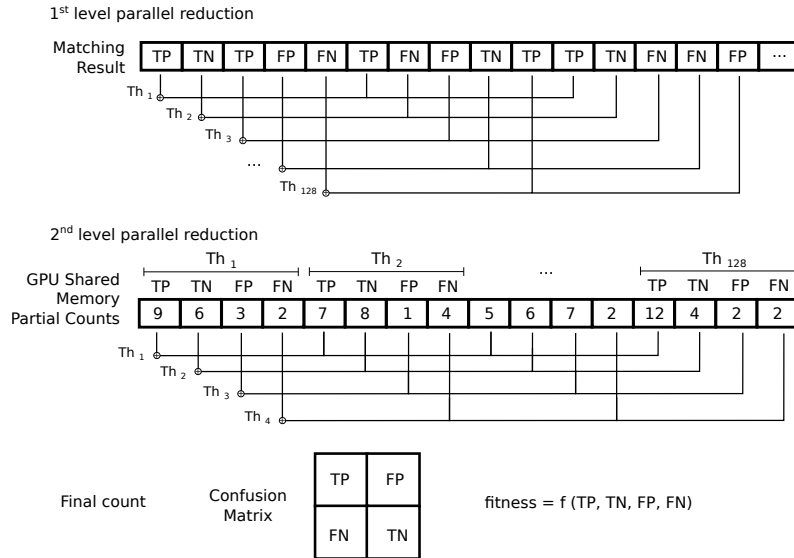 1st level parallel reduction
Matching Result
TP TN TP FP FN TP FN FP TN TP TP TN FN FN FP ...
Th 1
Th 2
Th 3
...
Th 128
2nd level parallel reduction
Th 1 Th 2 ... Th 128
GPU Shared Memory Partial Counts
TP TN FP FN TP TN FP FN TP TN FP FN
9 6 3 2 7 8 1 4 5 6 7 2 12 4 2 2
Th 1
Th 2
Th 3
Th 4
Final count
Confusion Matrix
TP FP
FN TN
fitness = f (TP, TN, FP, FN)